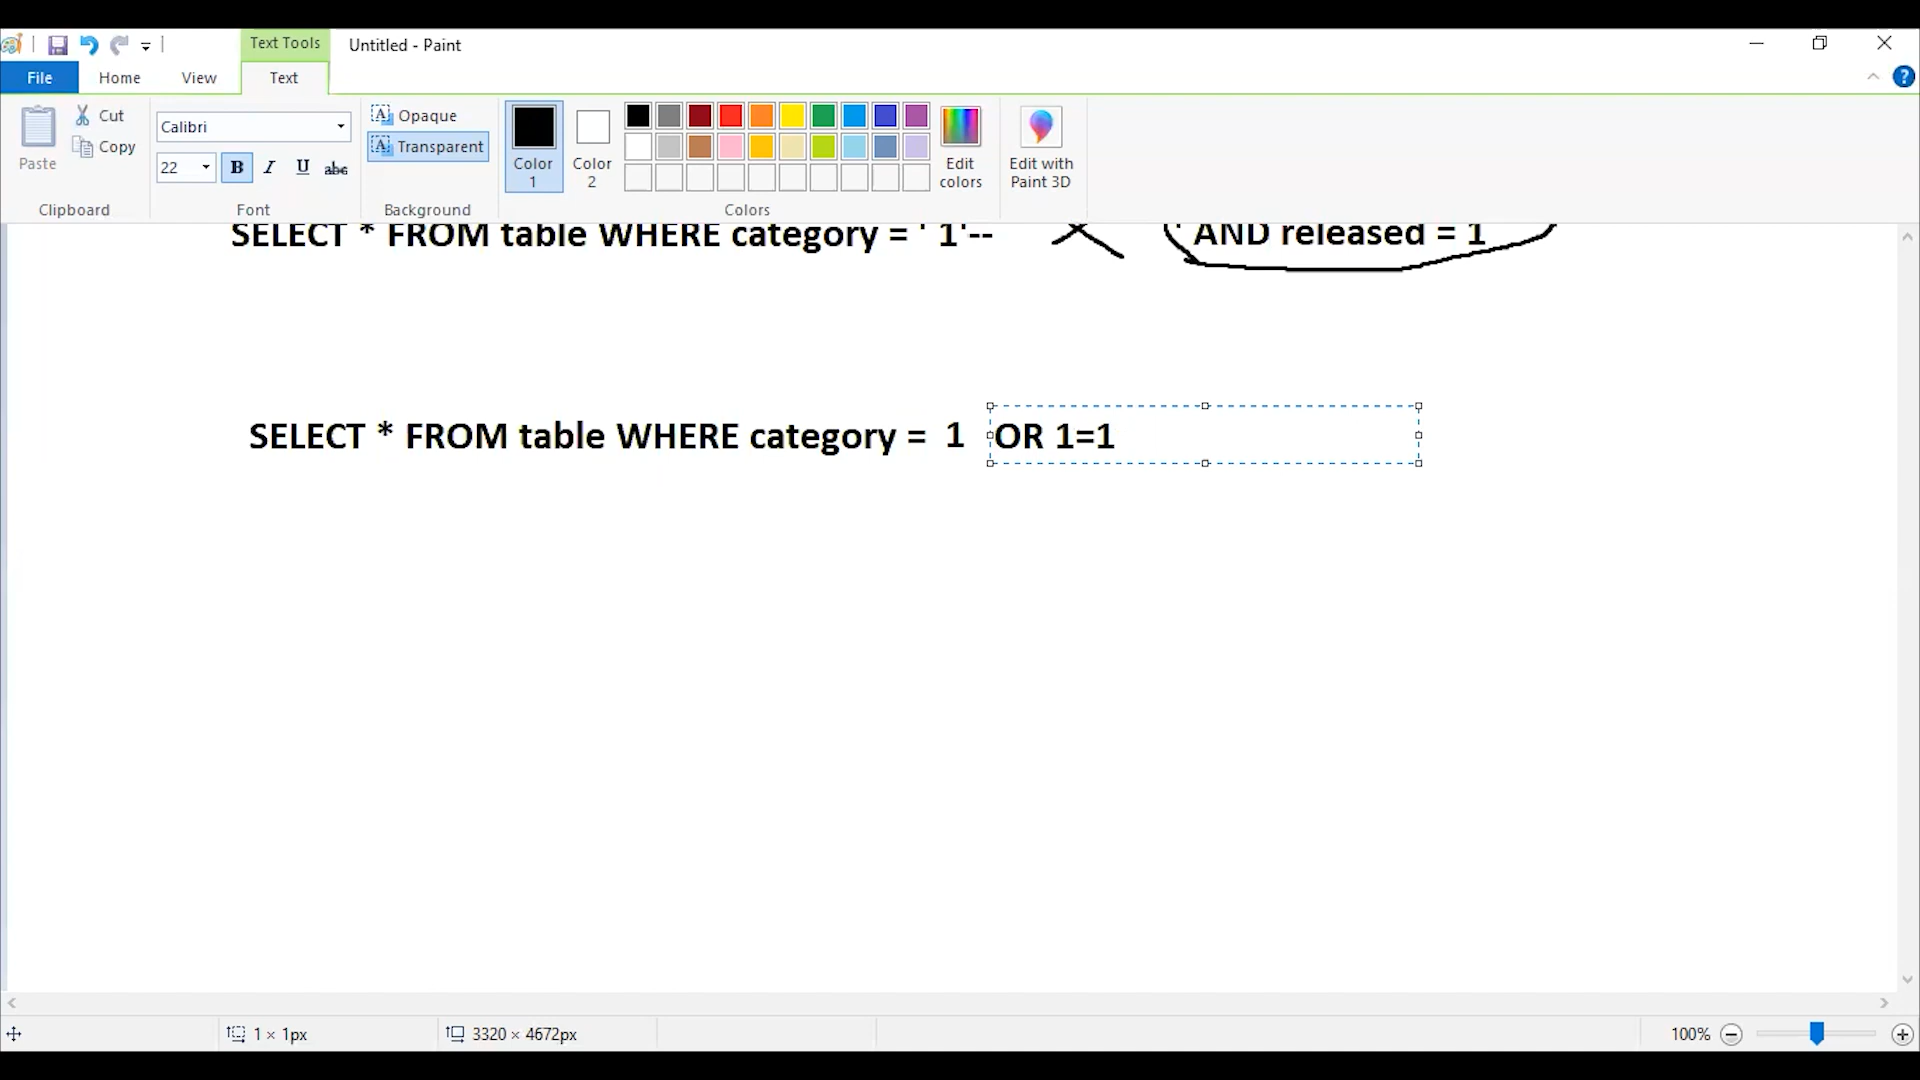 Text Tools Untitled - Paint
File Home View Text
Paste Cut Copy Calibri 22 B I U abc Opaque Transparent Color 1 Color 2 Edit colors Edit with Paint 3D
Clipboard Font Background Colors
SELECT * FROM table WHERE category = ' 1'-- ' AND released = 1
SELECT * FROM table WHERE category = 1 OR 1=1
1 × 1px 3320 × 4672px 100%